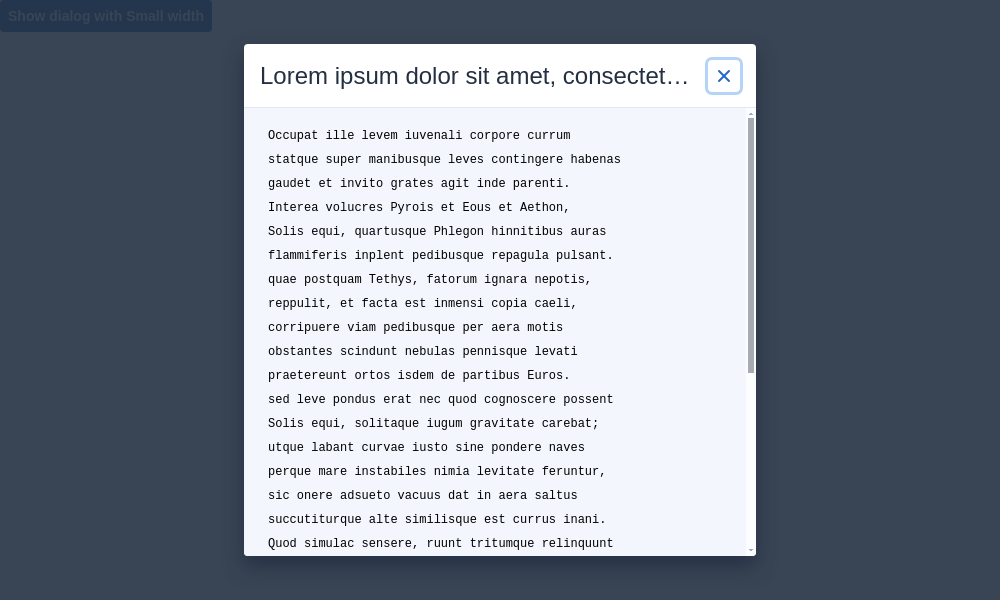 Show dialog with Small width
Lorem ipsum dolor sit amet, consectet…
Occupat ille levem iuvenali corpore currum
statque super manibusque leves contingere habenas
gaudet et invito grates agit inde parenti.
Interea volucres Pyrois et Eous et Aethon,
Solis equi, quartusque Phlegon hinnitibus auras
flammiferis inplent pedibusque repagula pulsant.
quae postquam Tethys, fatorum ignara nepotis,
reppulit, et facta est inmensi copia caeli,
corripuere viam pedibusque per aera motis
obstantes scindunt nebulas pennisque levati
praetereunt ortos isdem de partibus Euros.
sed leve pondus erat nec quod cognoscere possent
Solis equi, solitaque iugum gravitate carebat;
utque labant curvae iusto sine pondere naves
perque mare instabiles nimia levitate feruntur,
sic onere adsueto vacuus dat in aera saltus
succutiturque alte similisque est currus inani.
Quod simulac sensere, ruunt tritumque relinquunt